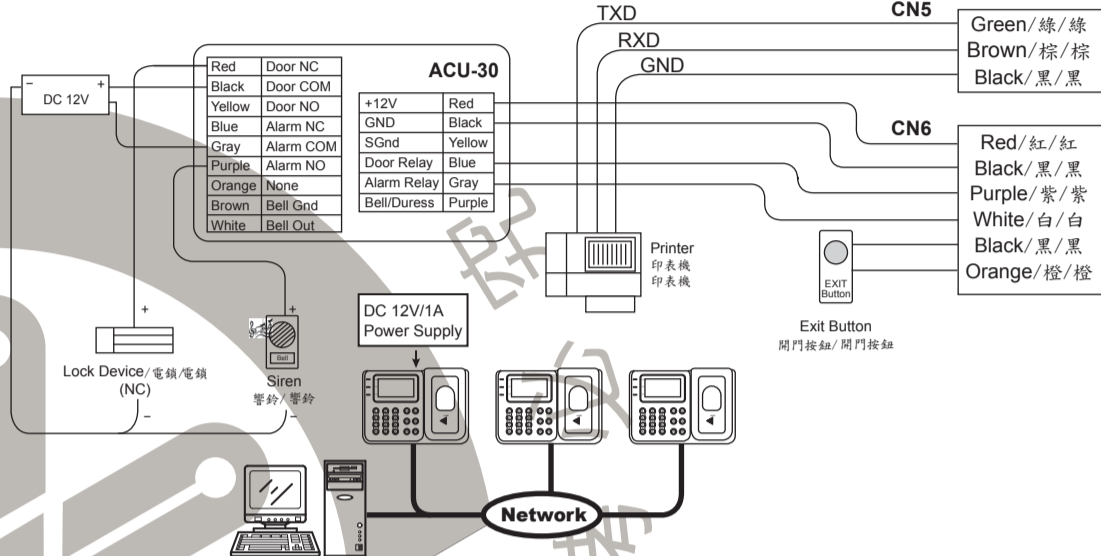 TXD
RXD
GND
CN5
Green/綠/綠
Brown/棕/棕
Black/黑/黑
ACU-30
Red Door NC
Black Door COM
Yellow Door NO
Blue Alarm NC
Gray Alarm COM
Purple Alarm NO
Orange None
Brown Bell Gnd
White Bell Out
+12V Red
GND Black
SGnd Yellow
Door Relay Blue
Alarm Relay Gray
Bell/Duress Purple
− +
DC 12V
CN6
Red/紅/紅
Black/黑/黑
Purple/紫/紫
White/白/白
Black/黑/黑
Orange/橙/橙
Printer
印表機
印表機
EXIT
Button
Exit Button
開門按鈕/開門按鈕
DC 12V/1A
Power Supply
+
Lock Device/電鎖/電鎖
(NC)
−
+
Bell
Siren
響鈴/響鈴
−
Network